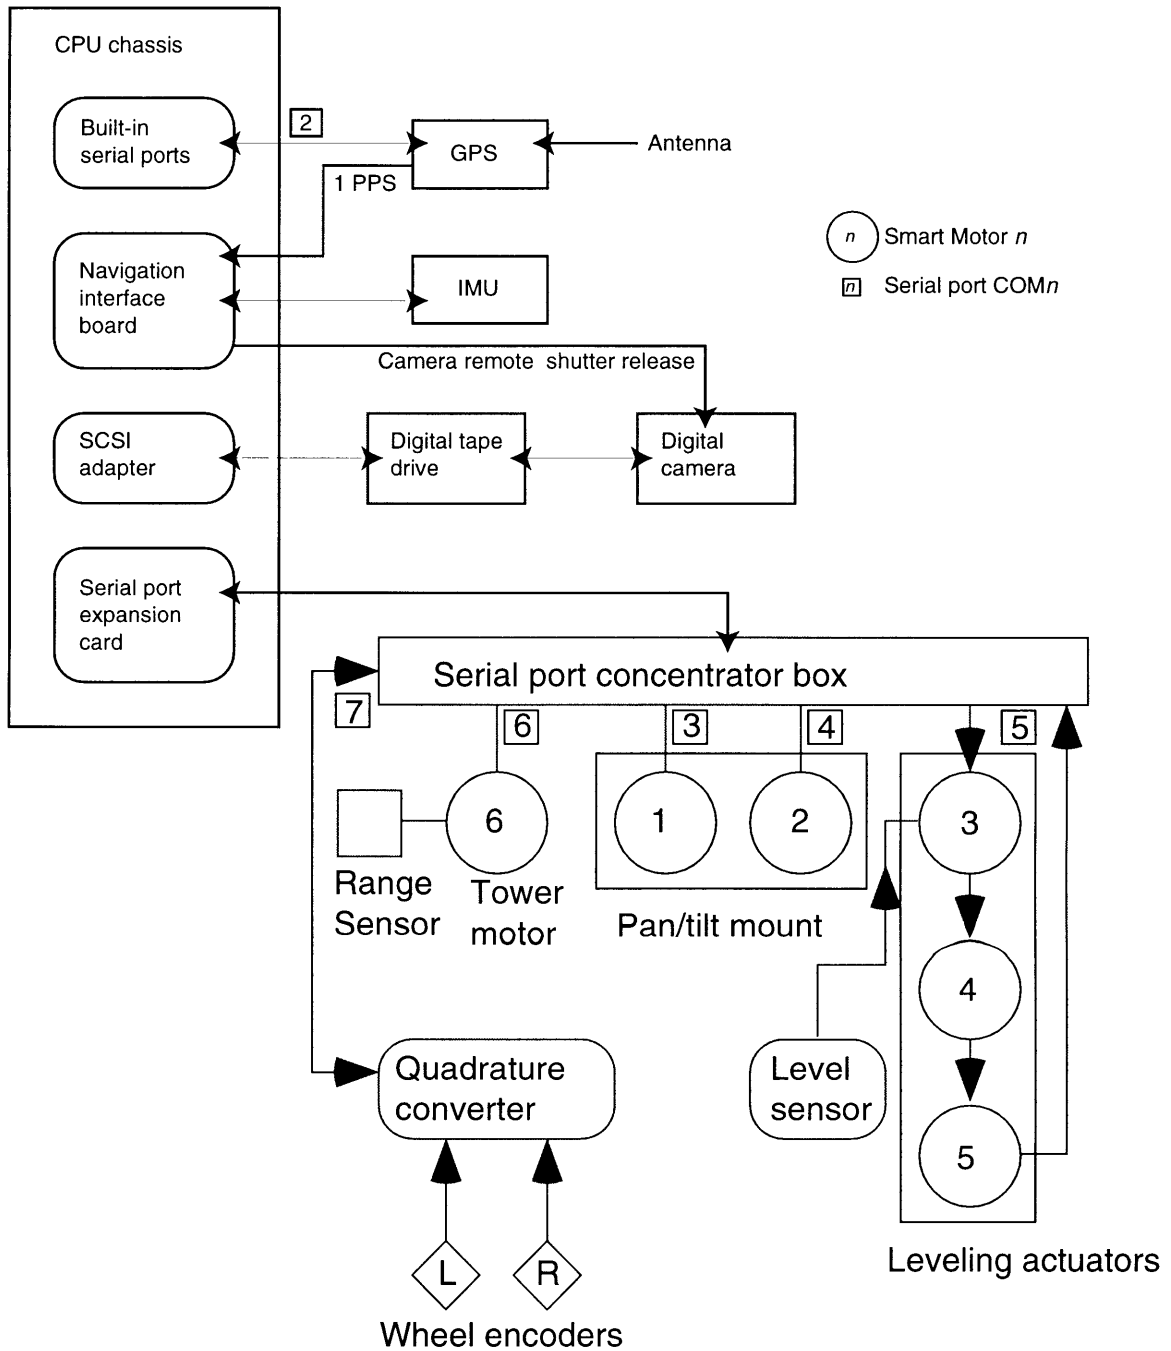 CPU chassis
Built-in
serial ports
2
GPS
Antenna
1 PPS
n Smart Motor n
n Serial port COMn
Navigation
interface
board
IMU
Camera remote shutter release
SCSI
adapter
Digital tape
drive
Digital
camera
Serial port
expansion
card
Serial port concentrator box
7
6
3
4
5
6
1
2
3
Range
Sensor
Tower
motor
Pan/tilt mount
4
Quadrature
converter
Level
sensor
5
L
R
Leveling actuators
Wheel encoders